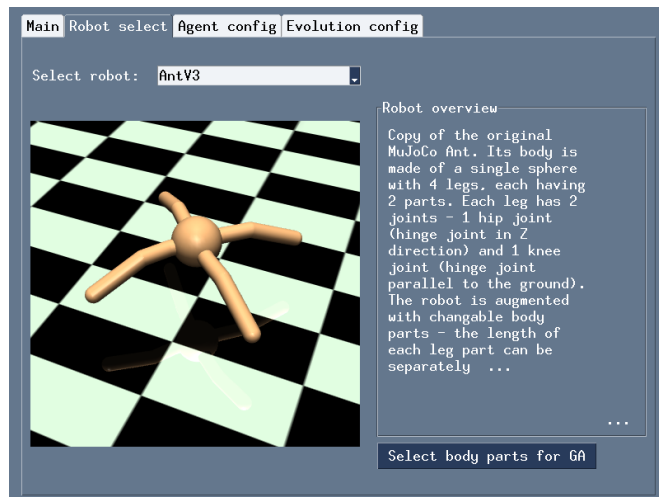 Main Robot select Agent config Evolution config
Select robot: AntV3
Robot overview
Copy of the original
MuJoCo Ant. Its body is
made of a single sphere
with 4 legs, each having
2 parts. Each leg has 2
joints - 1 hip joint
(hinge joint in Z
direction) and 1 knee
joint (hinge joint
parallel to the ground).
The robot is augmented
with changable body
parts - the length of
each leg part can be
separately ...
...
Select body parts for GA